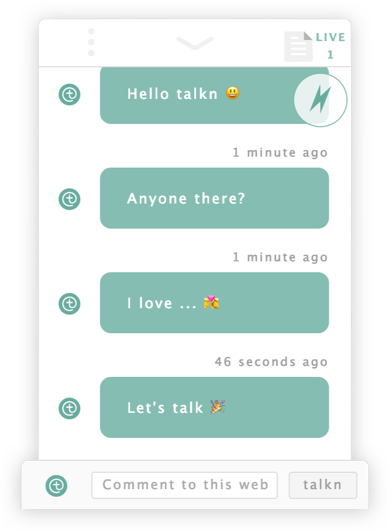 LIVE
1
Hello talkn 😃
1 minute ago
Anyone there?
1 minute ago
I love ... 💏
46 seconds ago
Let's talk 🎉
Comment to this web
talkn